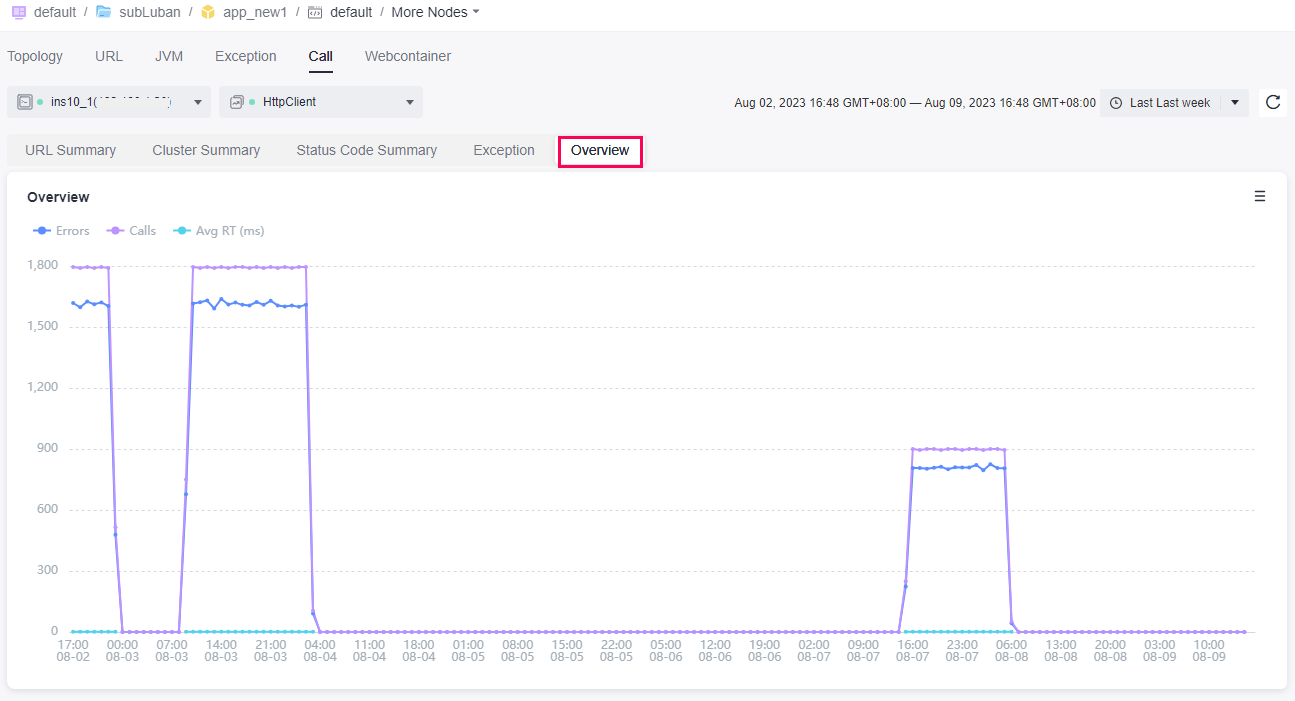 default / subLuban / app_new1 / default / More Nodes
Topology URL JVM Exception Call Webcontainer
ins10_1( HttpClient Aug 02, 2023 16:48 GMT+08:00 — Aug 09, 2023 16:48 GMT+08:00 Last Last week
URL Summary Cluster Summary Status Code Summary Exception Overview
Overview
Errors Calls Avg RT (ms)
1,800
1,500
1,200
900
600
300
0
17:00 00:00 07:00 14:00 21:00 04:00 11:00 18:00 01:00 08:00 15:00 22:00 05:00 12:00 19:00 02:00 09:00 16:00 23:00 06:00 13:00 20:00 03:00 10:00
08-02 08-03 08-03 08-03 08-03 08-04 08-04 08-04 08-05 08-05 08-05 08-05 08-06 08-06 08-06 08-07 08-07 08-07 08-07 08-08 08-08 08-08 08-09 08-09